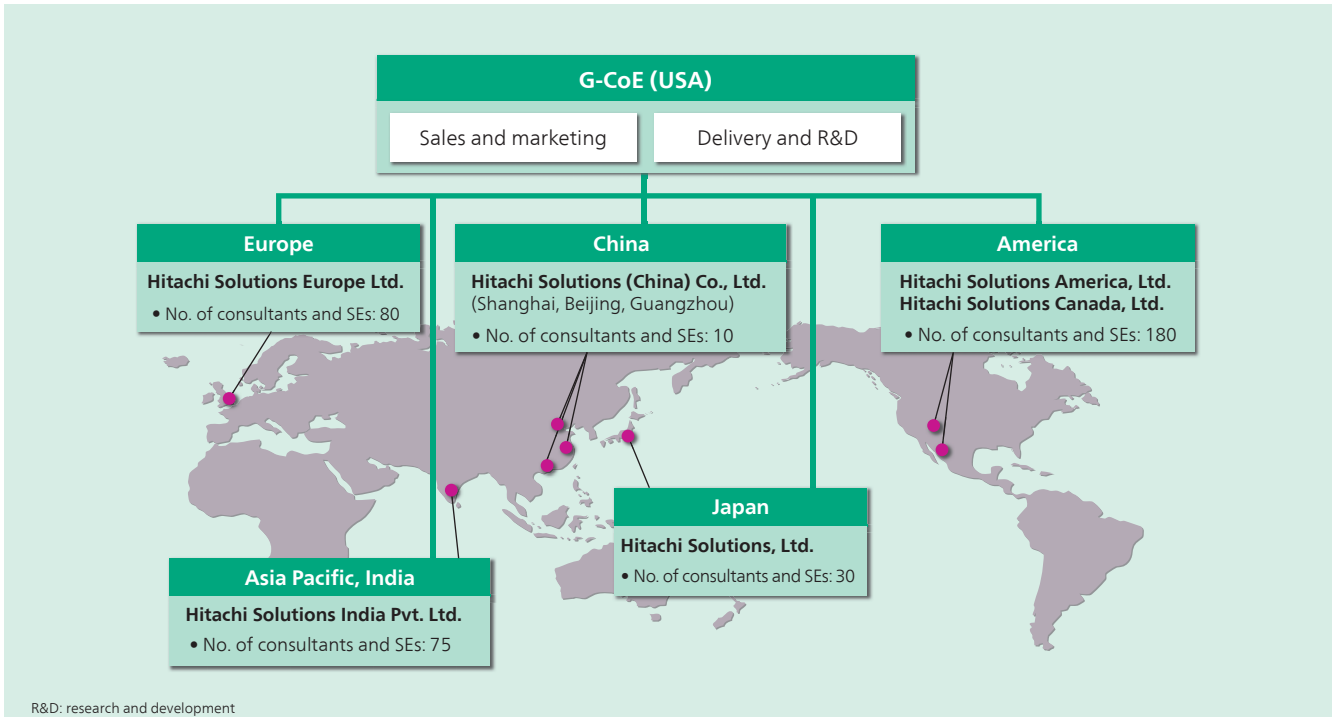 G-CoE (USA)
Sales and marketing
Delivery and R&D
Europe
Hitachi Solutions Europe Ltd.
• No. of consultants and SEs: 80
China
Hitachi Solutions (China) Co., Ltd.
(Shanghai, Beijing, Guangzhou)
• No. of consultants and SEs: 10
America
Hitachi Solutions America, Ltd.
Hitachi Solutions Canada, Ltd.
• No. of consultants and SEs: 180
Japan
Hitachi Solutions, Ltd.
• No. of consultants and SEs: 30
Asia Pacific, India
Hitachi Solutions India Pvt. Ltd.
• No. of consultants and SEs: 75
R&D: research and development